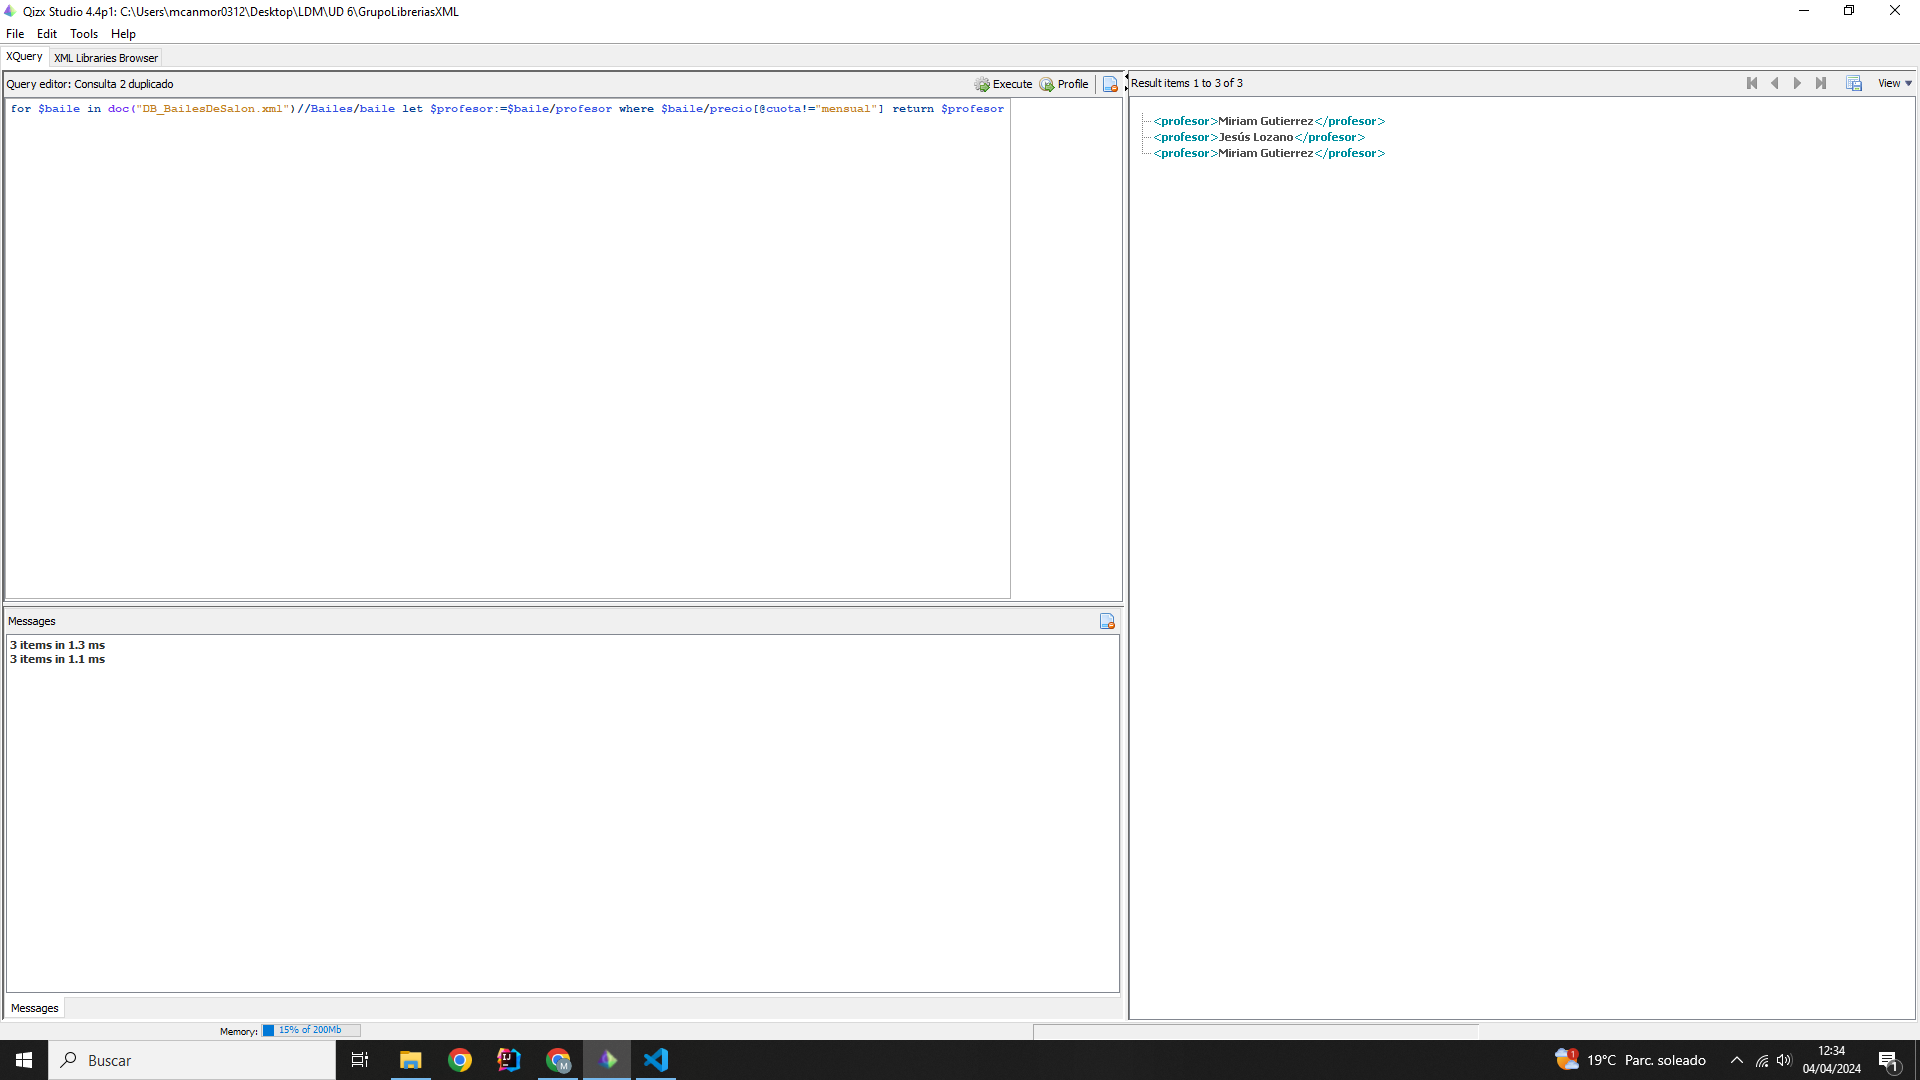 Qizx Studio 4.4p1: C:\Users\mcanmor0312\Desktop\LDM\UD 6\GrupoLibreriasXML
File Edit Tools Help
XQuery XML Libraries Browser
Query editor: Consulta 2 duplicado Execute Profile
Result items 1 to 3 of 3 View
for $baile in doc("DB_BailesDeSalon.xml")//Bailes/baile let $profesor:=$baile/profesor where $baile/precio[@cuota!="mensual"] return $profesor
<profesor>Miriam Gutierrez</profesor>
<profesor>Jesús Lozano</profesor>
<profesor>Miriam Gutierrez</profesor>
Messages
3 items in 1.3 ms
3 items in 1.1 ms
Messages
Memory: 15% of 200Mb
Buscar
19°C Parc. soleado
12:34
04/04/2024